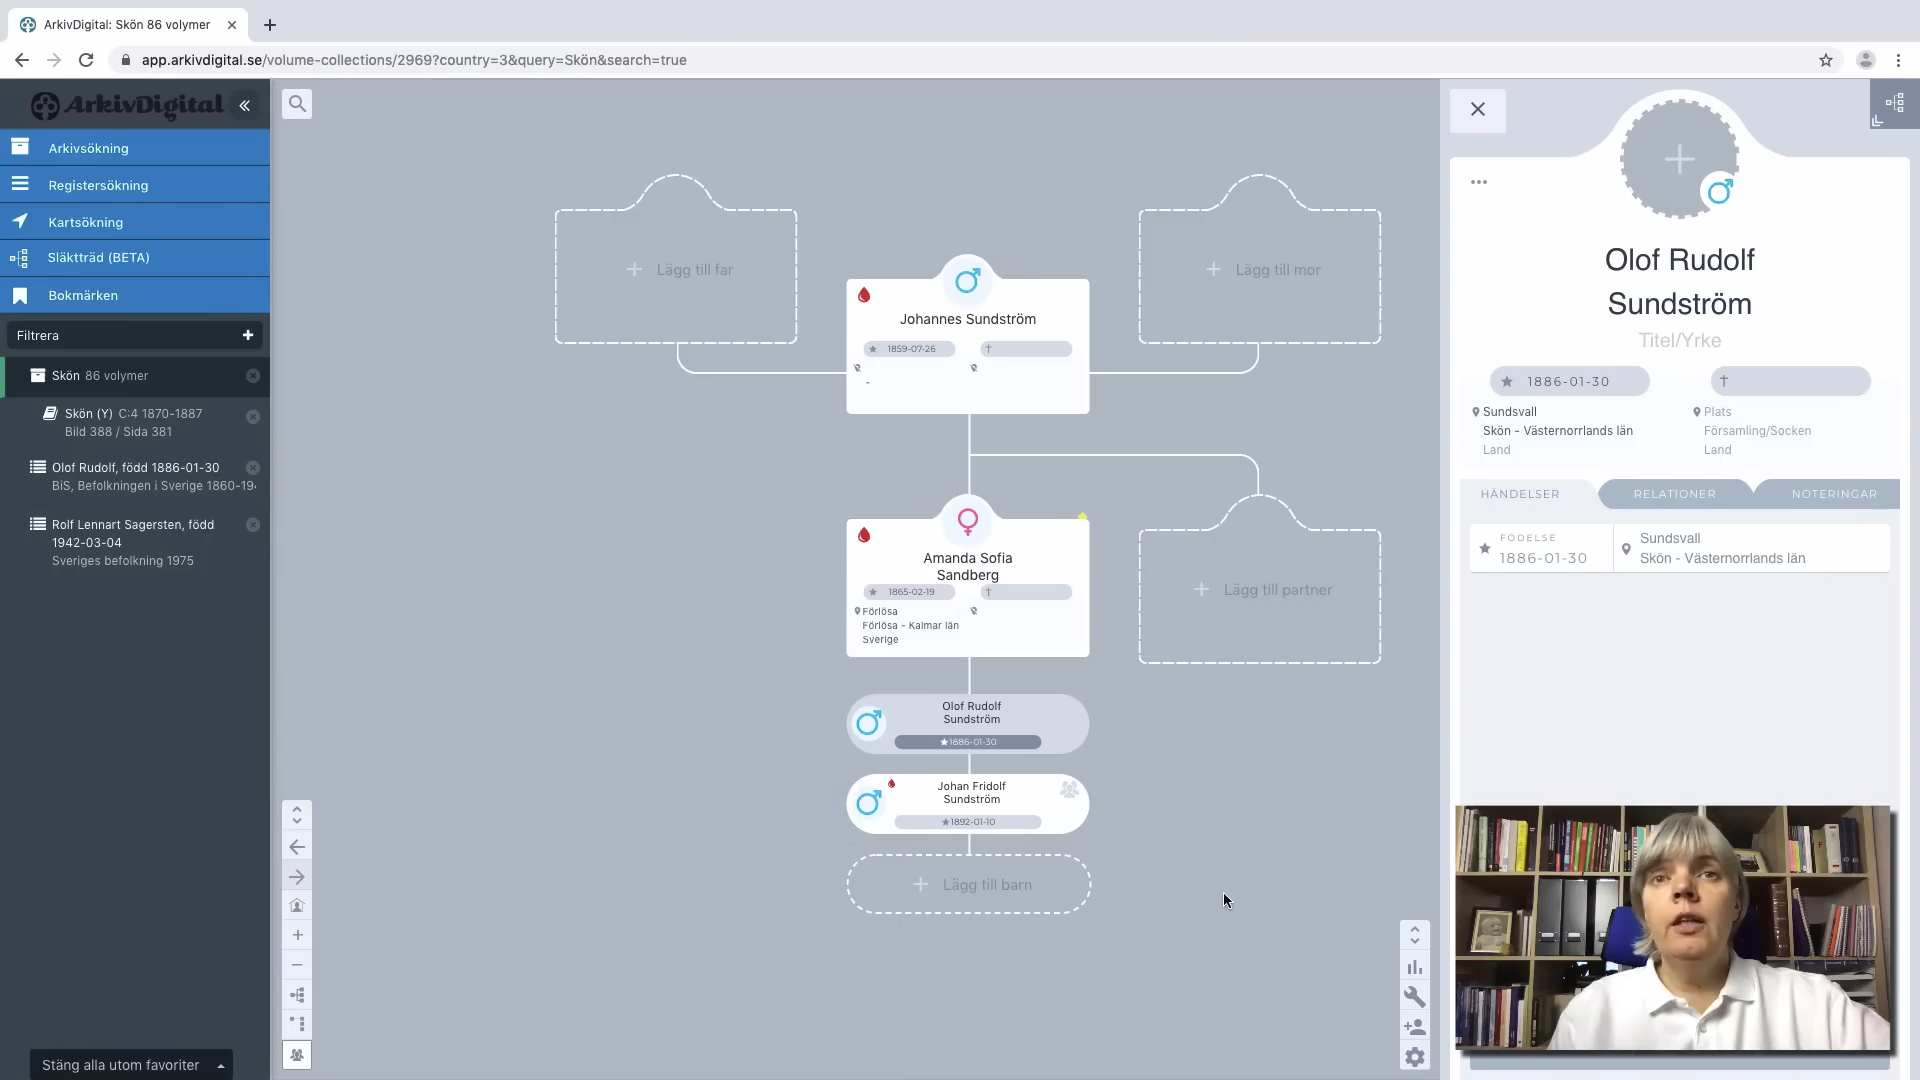 ArkivDigital: Skön 86 volymer
app.arkivdigital.se/volume-collections/2969?country=3&query=Skön&search=true
ArkivDigital
Arkivsökning
Registersökning
Kartsökning
Släktträd (BETA)
Bokmärken
Filtrera
Skön 86 volymer
Skön (Y) C:4 1870-1887
Bild 388 / Sida 381
Olof Rudolf, född 1886-01-30
BiS, Befolkningen i Sverige 1860-19
Rolf Lennart Sagersten, född
1942-03-04
Sveriges befolkning 1975
Stäng alla utom favoriter
Lägg till far
Lägg till mor
Johannes Sundström
1859-07-26
-
Amanda Sofia
Sandberg
1865-02-19
Förlösa
Förlösa - Kalmar län
Sverige
Lägg till partner
Olof Rudolf
Sundström
1886-01-30
Johan Fridolf
Sundström
1892-01-10
Lägg till barn
Olof Rudolf
Sundström
Titel/Yrke
1886-01-30
Sundsvall
Skön - Västernorrlands län
Land
Plats
Församling/Socken
Land
HÄNDELSER
RELATIONER
NOTERINGAR
FÖDELSE
1886-01-30
Sundsvall
Skön - Västernorrlands län